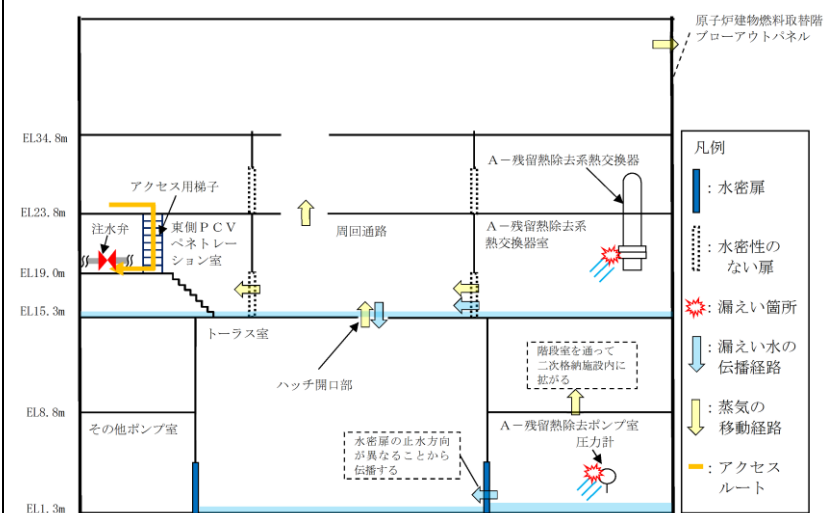 原子炉建物燃料取替階
ブローアウトパネル
EL34.8m
A-残留熱除去系熱交換器
アクセス用梯子
EL23.8m
注水弁
東側PCV
ペネトレー
ション室
周回通路
A-残留熱除去系
熱交換器室
EL19.0m
EL15.3m
トーラス室
ハッチ開口部
階段室を通って
二次格納施設内に
拡がる
EL8.8m
その他ポンプ室
A-残留熱除去ポンプ室
圧力計
水密扉の止水方向
が異なることから
伝播する
EL1.3m
凡例
:水密扉
:水密性の
ない扉
:漏えい箇所
:漏えい水の
伝播経路
:蒸気の
移動経路
:アクセス
ルート